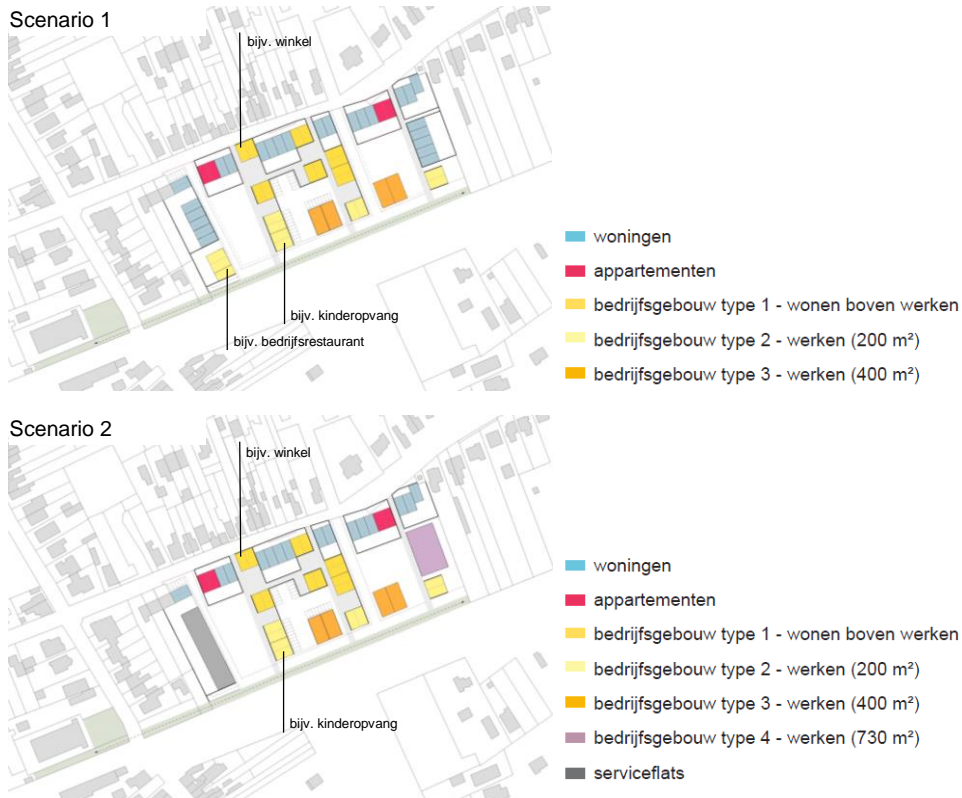 Scenario 1
bijv. winkel
woningen
appartementen
bedrijfsgebouw type 1 - wonen boven werken
bijv. kinderopvang
bedrijfsgebouw type 2 - werken (200 m²)
bijv. bedrijfsrestaurant
bedrijfsgebouw type 3 - werken (400 m²)
Scenario 2
bijv. winkel
woningen
appartementen
bedrijfsgebouw type 1 - wonen boven werken
bedrijfsgebouw type 2 - werken (200 m²)
bedrijfsgebouw type 3 - werken (400 m²)
bijv. kinderopvang
bedrijfsgebouw type 4 - werken (730 m²)
serviceflats